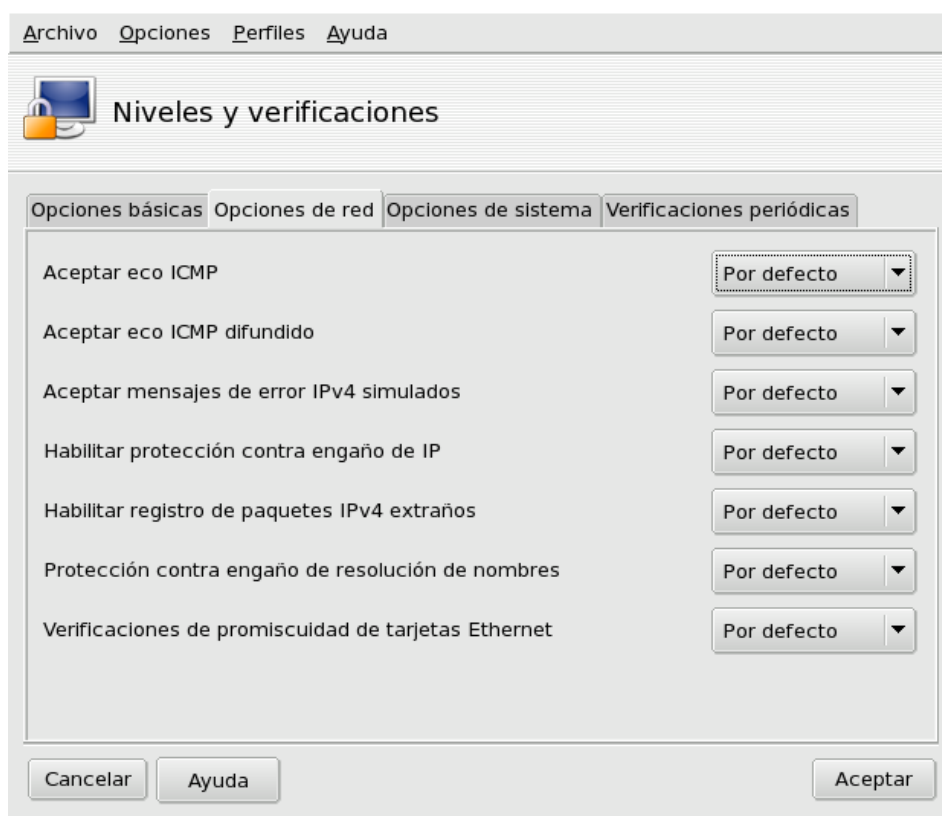 Archivo Opciones Perfiles Ayuda
Niveles y verificaciones
Opciones básicas Opciones de red Opciones de sistema Verificaciones periódicas
Aceptar eco ICMP Por defecto
Aceptar eco ICMP difundido Por defecto
Aceptar mensajes de error IPv4 simulados Por defecto
Habilitar protección contra engaño de IP Por defecto
Habilitar registro de paquetes IPv4 extraños Por defecto
Protección contra engaño de resolución de nombres Por defecto
Verificaciones de promiscuidad de tarjetas Ethernet Por defecto
Cancelar Ayuda Aceptar